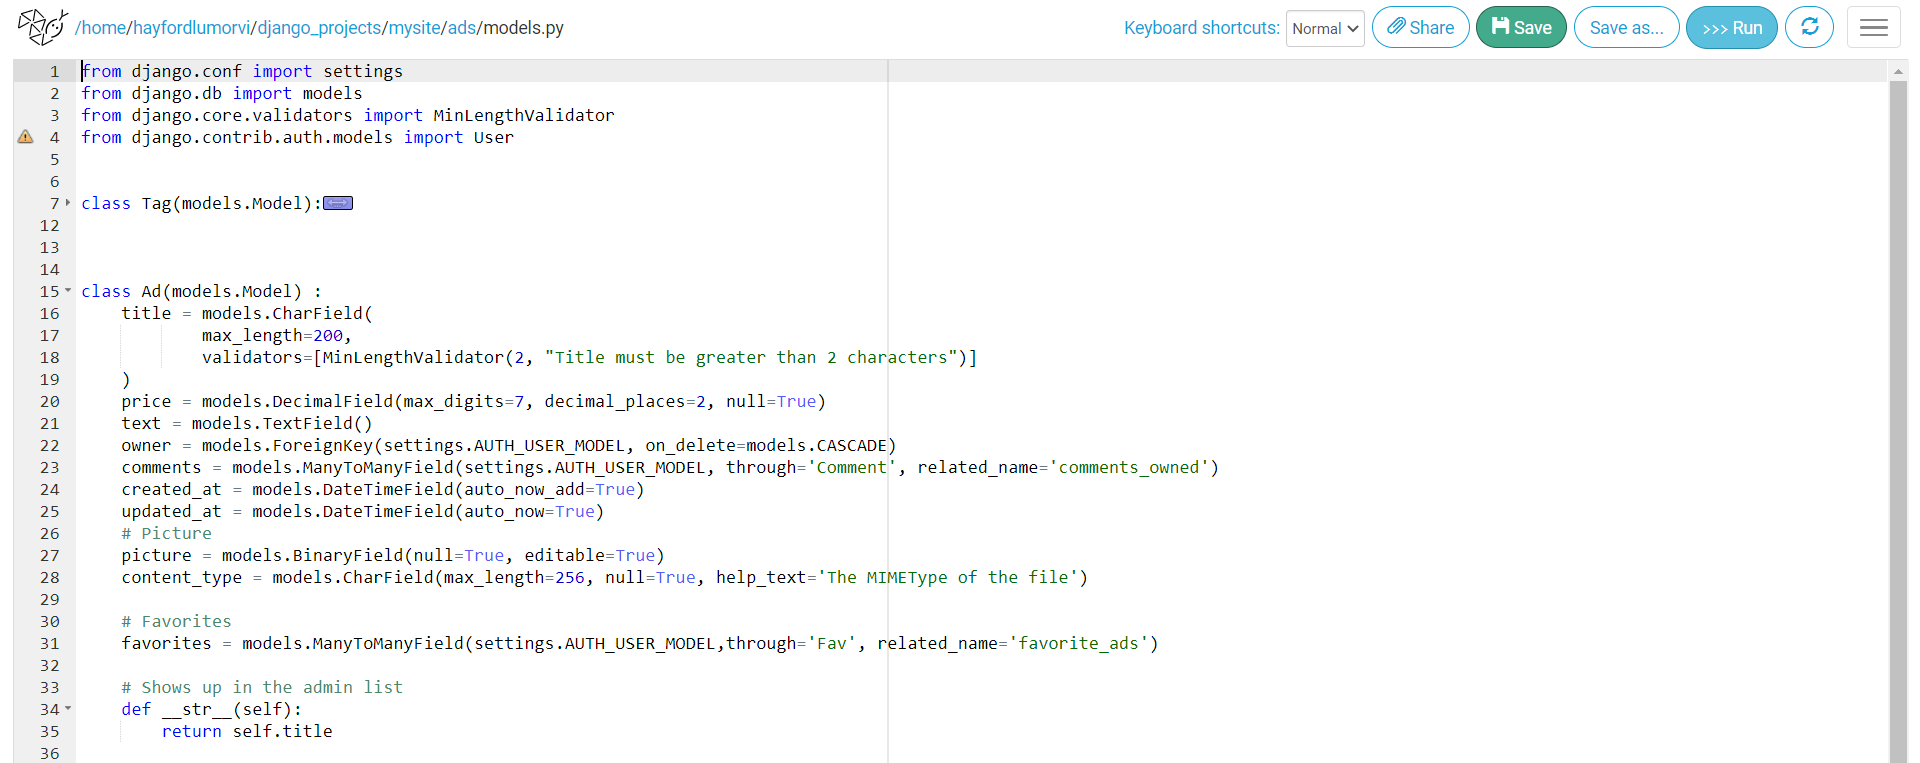 /home/hayfordlumorvi/django_projects/mysite/ads/models.py Keyboard shortcuts: Normal Share Save Save as... >>> Run
1 from django.conf import settings
2 from django.db import models
3 from django.core.validators import MinLengthValidator
4 from django.contrib.auth.models import User
5
6
7 class Tag(models.Model):
12
13
14
15 class Ad(models.Model) :
16     title = models.CharField(
17             max_length=200,
18             validators=[MinLengthValidator(2, "Title must be greater than 2 characters")]
19     )
20     price = models.DecimalField(max_digits=7, decimal_places=2, null=True)
21     text = models.TextField()
22     owner = models.ForeignKey(settings.AUTH_USER_MODEL, on_delete=models.CASCADE)
23     comments = models.ManyToManyField(settings.AUTH_USER_MODEL, through='Comment', related_name='comments_owned')
24     created_at = models.DateTimeField(auto_now_add=True)
25     updated_at = models.DateTimeField(auto_now=True)
26     # Picture
27     picture = models.BinaryField(null=True, editable=True)
28     content_type = models.CharField(max_length=256, null=True, help_text='The MIMEType of the file')
29
30     # Favorites
31     favorites = models.ManyToManyField(settings.AUTH_USER_MODEL,through='Fav', related_name='favorite_ads')
32
33     # Shows up in the admin list
34     def __str__(self):
35         return self.title
36